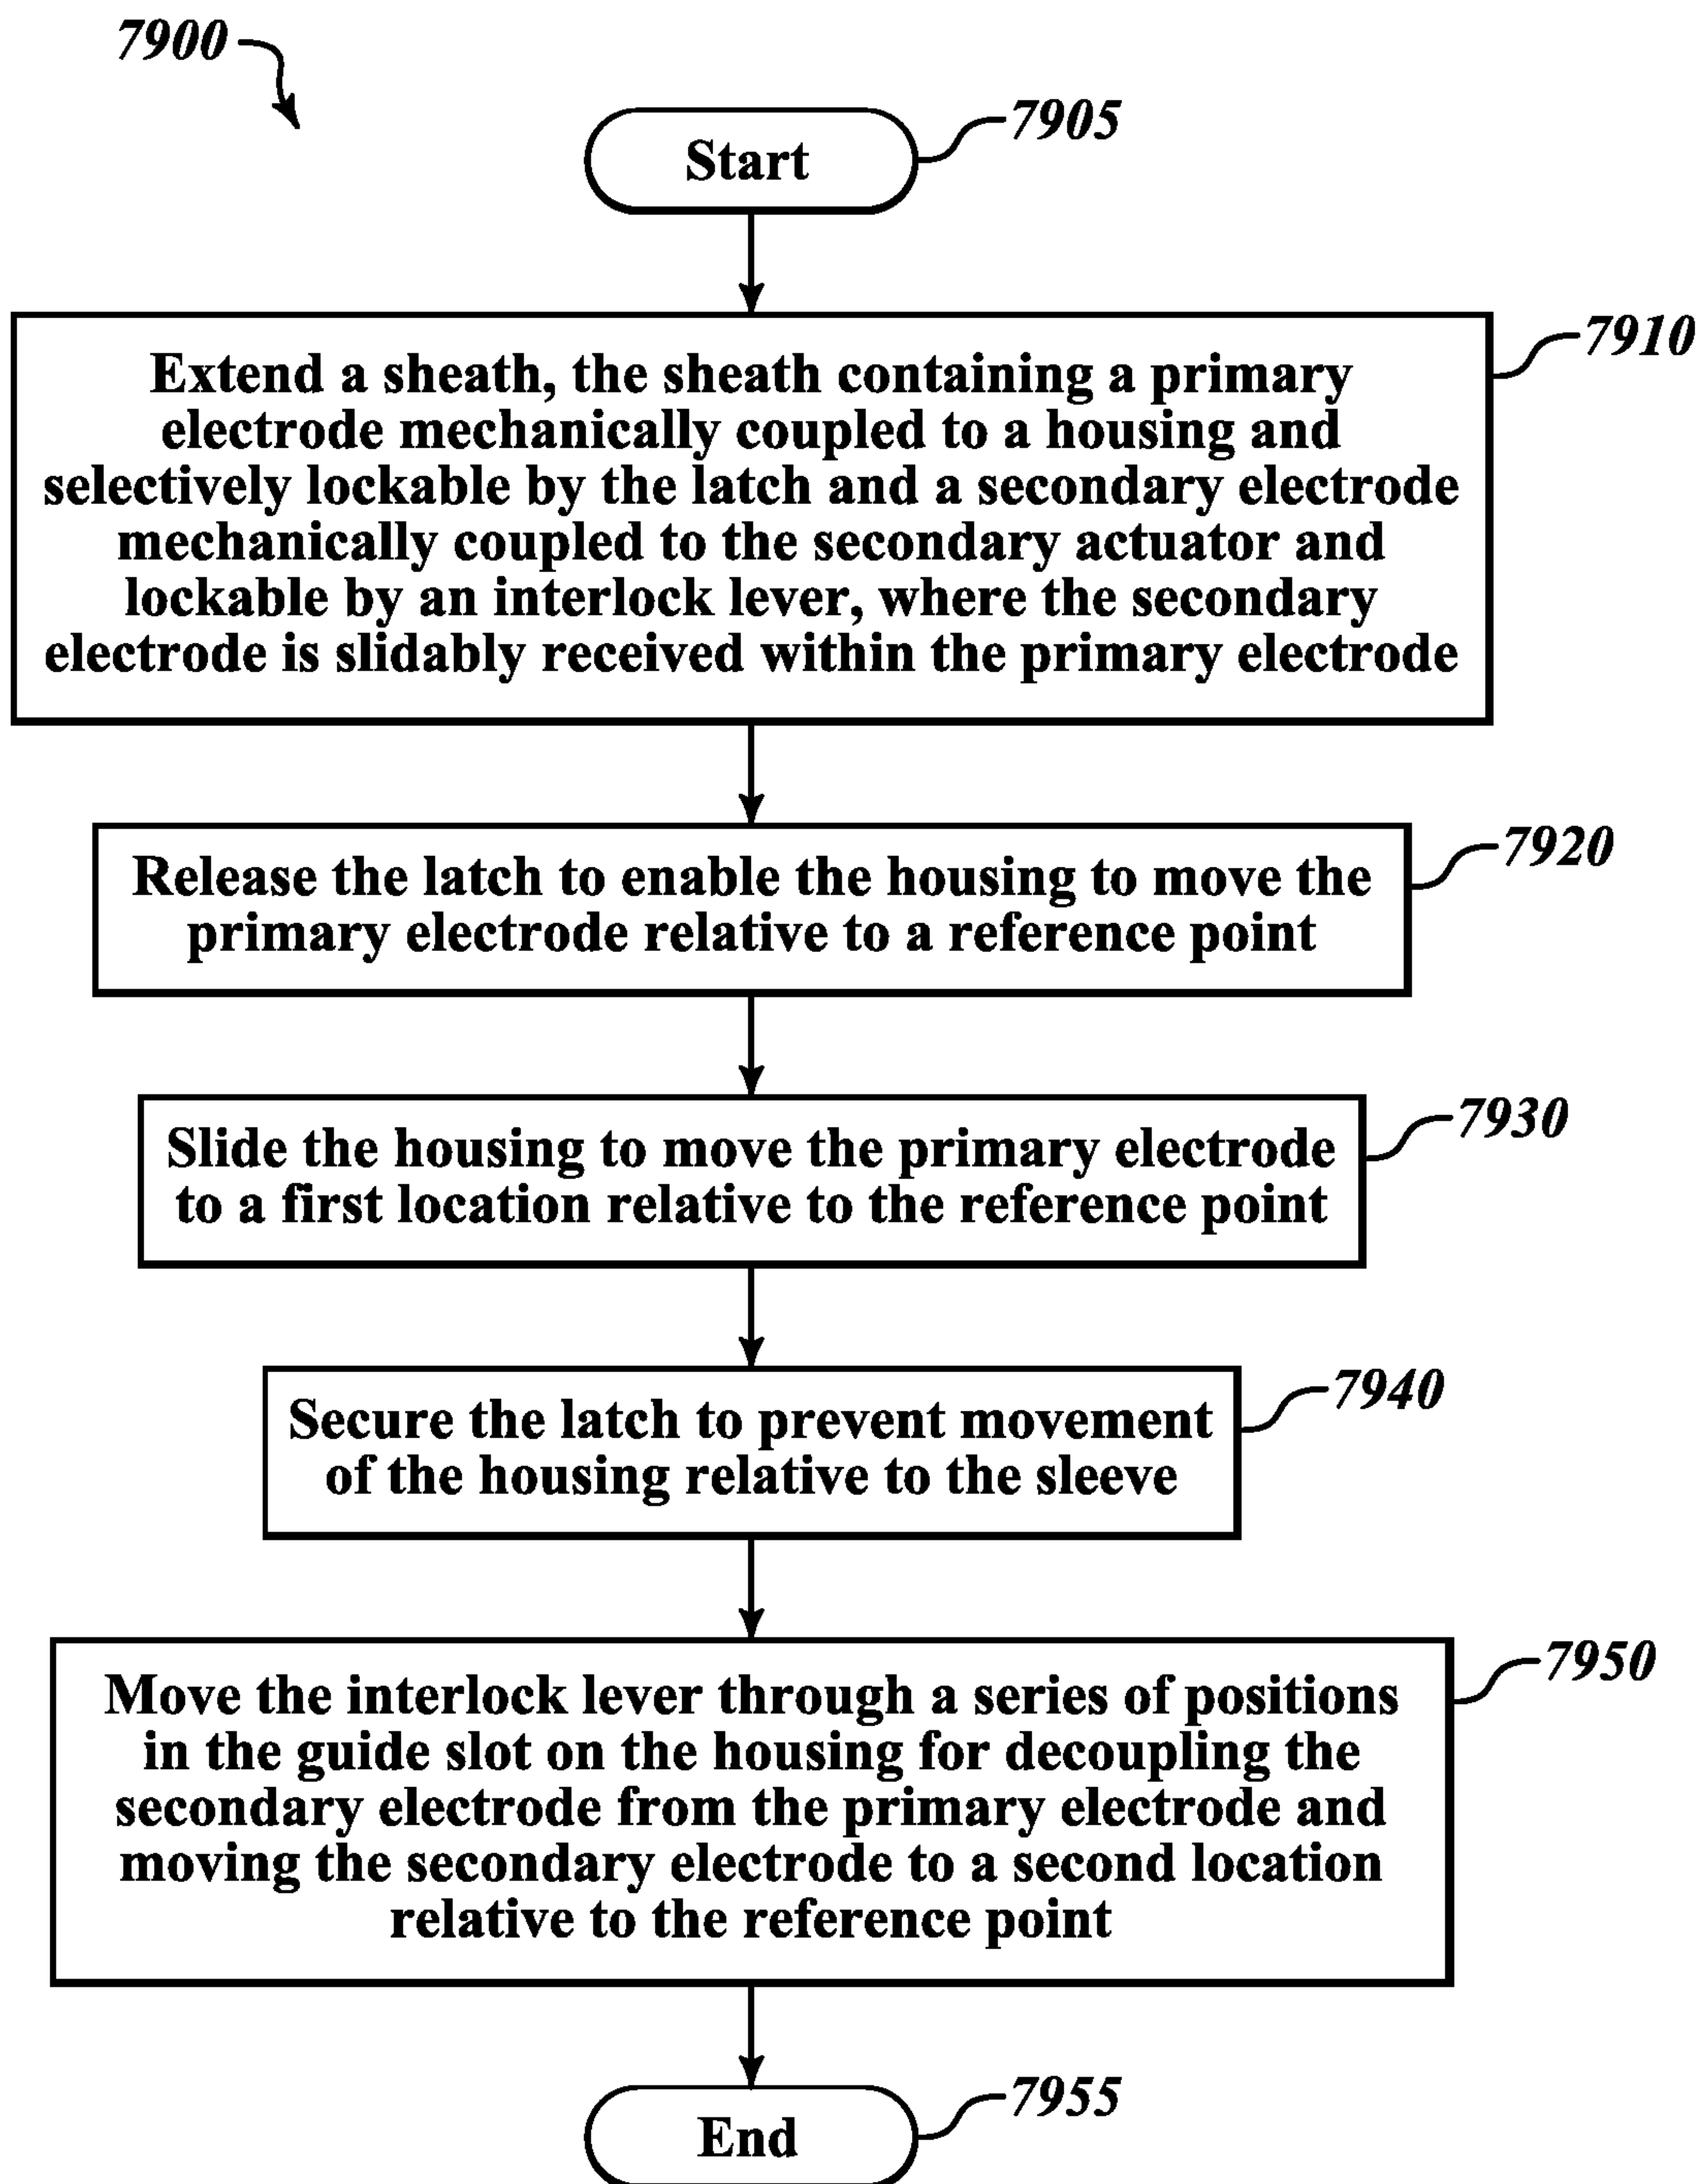 7900
Start
7905
7910
Extend a sheath, the sheath containing a primary
electrode mechanically coupled to a housing and
selectively lockable by the latch and a secondary electrode
mechanically coupled to the secondary actuator and
lockable by an interlock lever, where the secondary
electrode is slidably received within the primary electrode
7920
Release the latch to enable the housing to move the
primary electrode relative to a reference point
7930
Slide the housing to move the primary electrode
to a first location relative to the reference point
7940
Secure the latch to prevent movement
of the housing relative to the sleeve
7950
Move the interlock lever through a series of positions
in the guide slot on the housing for decoupling the
secondary electrode from the primary electrode and
moving the secondary electrode to a second location
relative to the reference point
7955
End